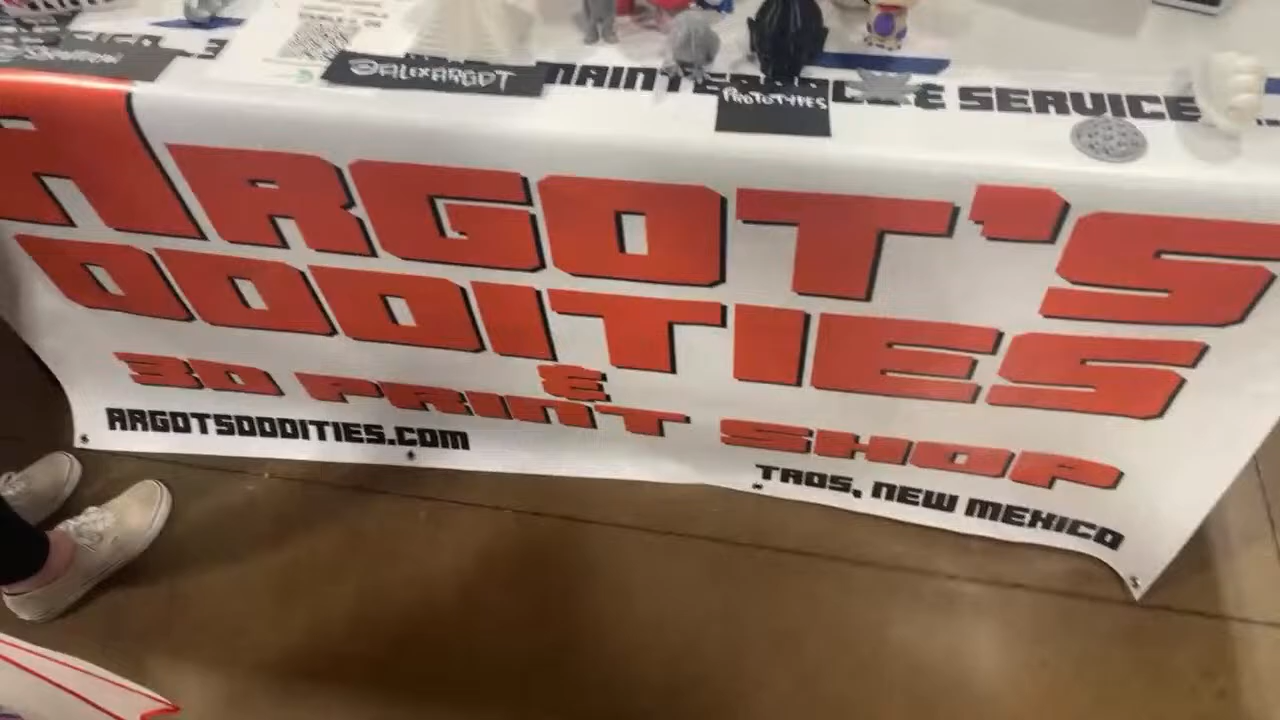 @ALEXARGOT
PROTOTYPES
& SERVICE
ARGOT'S
ODDITIES
&
3D PRINT SHOP
ARGOTSODDITIES.COM
TAOS, NEW MEXICO